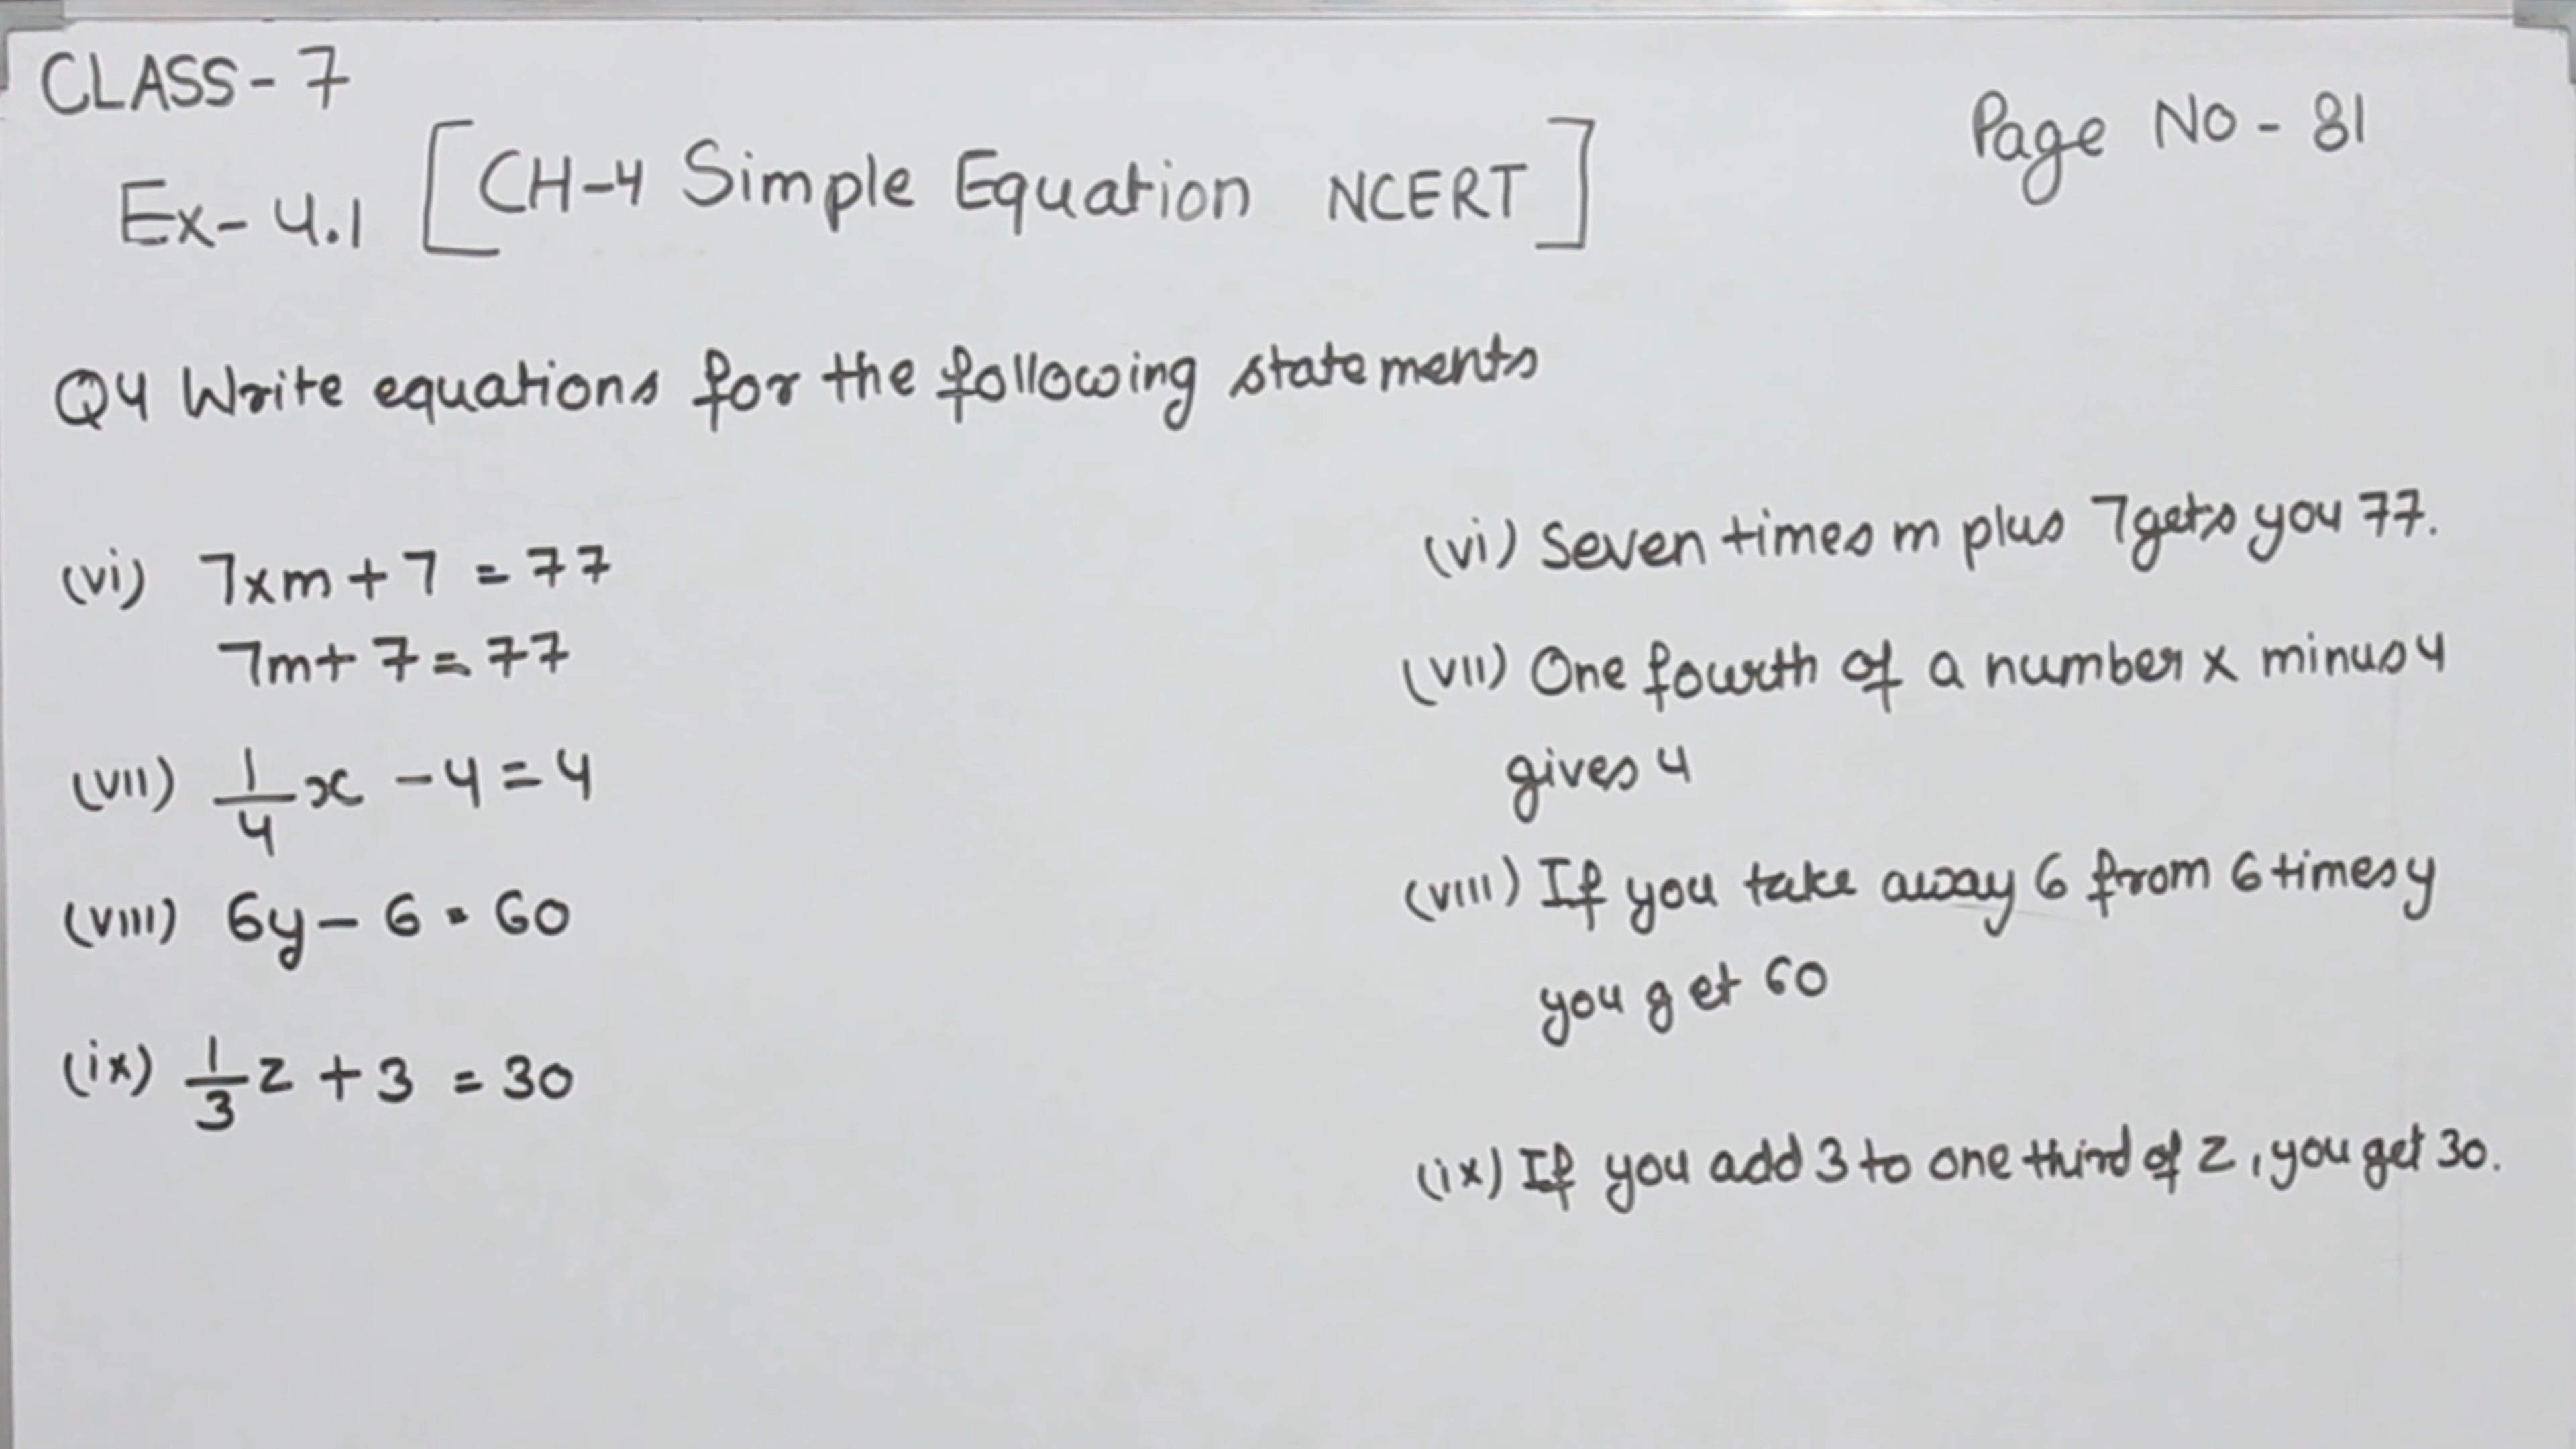 CLASS-7
Ex-4.1 [CH-4 Simple Equation NCERT]
Page No-81
Q4 Write equations for the following statements
(vi) 7xm+7 = 77
7m+7=77
(vii) 1/4 x -4=4
(viii) 6y-6=60
(ix) 1/3 z +3 =30
(vi) Seven times m plus 7 gets you 77.
(vii) One fourth of a number x minus 4
gives 4
(viii) If you take away 6 from 6 times y
you get 60
(ix) If you add 3 to one third of z, you get 30.